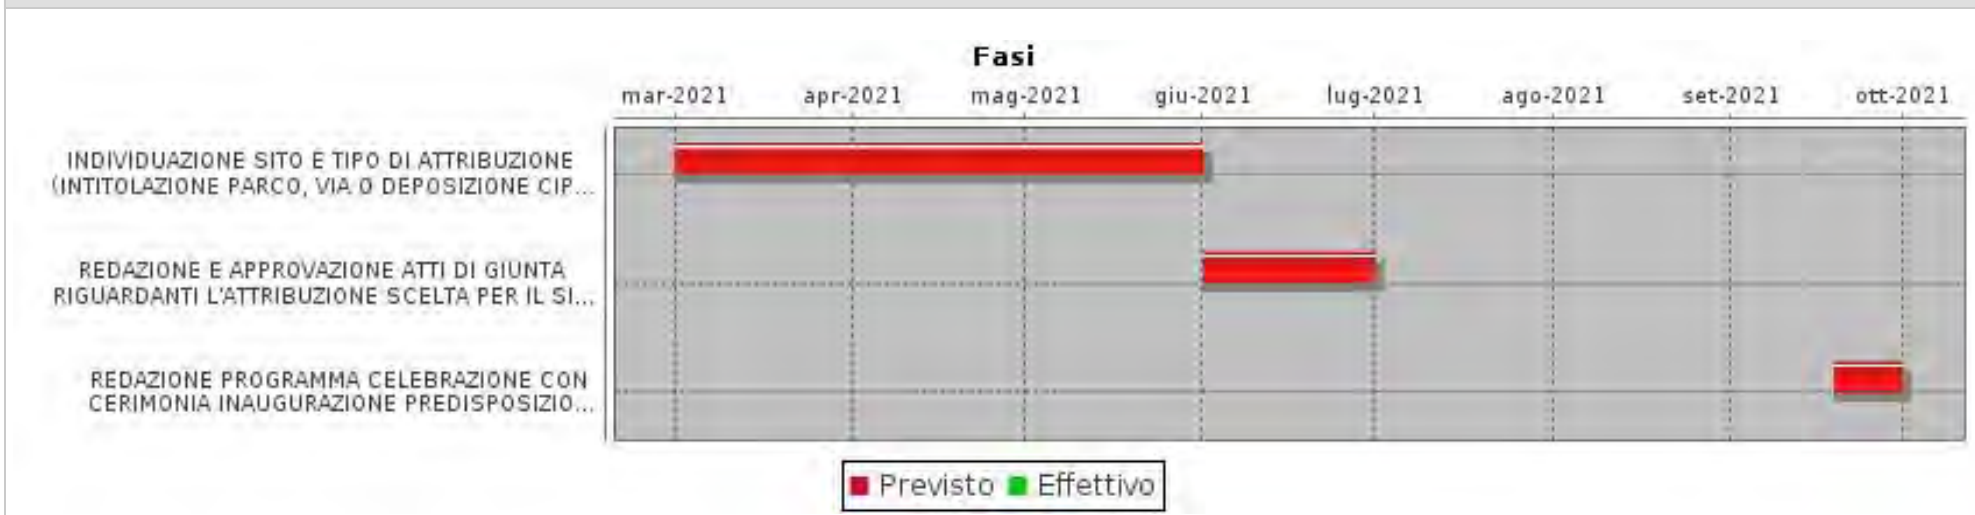 Fasi
mar-2021 apr-2021 mag-2021 giu-2021 lug-2021 ago-2021 set-2021 ott-2021
INDIVIDUAZIONE SITO E TIPO DI ATTRIBUZIONE
(INTITOLAZIONE PARCO, VIA O DEPOSIZIONE CIP...
REDAZIONE E APPROVAZIONE ATTI DI GIUNTA
RIGUARDANTI L'ATTRIBUZIONE SCELTA PER IL SI...
REDAZIONE PROGRAMMA CELEBRAZIONE CON
CERIMONIA INAUGURAZIONE PREDISPOSIZIO...
Previsto Effettivo